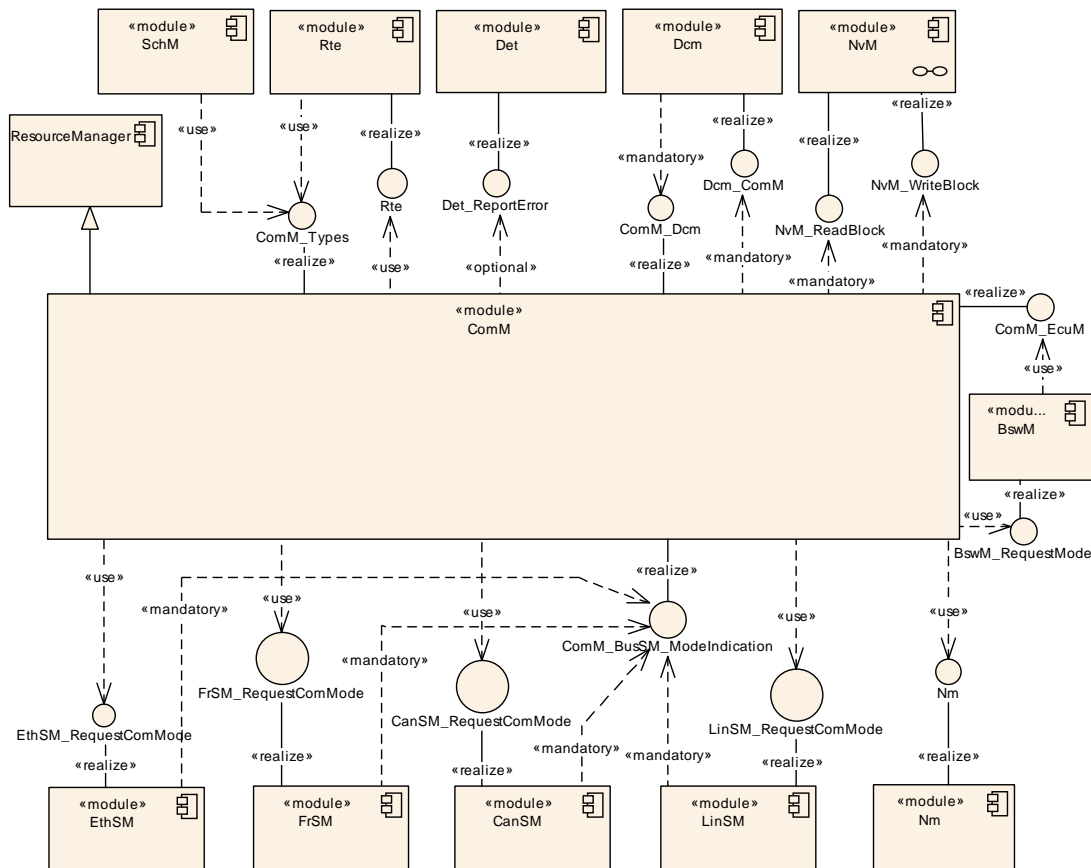 «module»
SchM
«module»
Rte
«module»
Det
«module»
Dcm
«module»
NvM
ResourceManager
«use»
«use»
«realize»
«realize»
«mandatory»
«realize»
«realize»
«realize»
ComM_Types
Rte
Det_ReportError
ComM_Dcm
Dcm_ComM
NvM_ReadBlock
NvM_WriteBlock
«realize»
«use»
«optional»
«realize»
«mandatory»
«mandatory»
«mandatory»
«module»
ComM
«realize»
ComM_EcuM
«use»
«modu...
BswM
«realize»
«use»
BswM_RequestMode
«use»
«mandatory»
«use»
«mandatory»
«use»
«realize»
«use»
«use»
ComM_BusSM_ModeIndication
EthSM_RequestComMode
FrSM_RequestComMode
CanSM_RequestComMode
LinSM_RequestComMode
Nm
«realize»
«realize»
«realize»
«mandatory»
«mandatory»
«realize»
«realize»
«module»
EthSM
«module»
FrSM
«module»
CanSM
«module»
LinSM
«module»
Nm